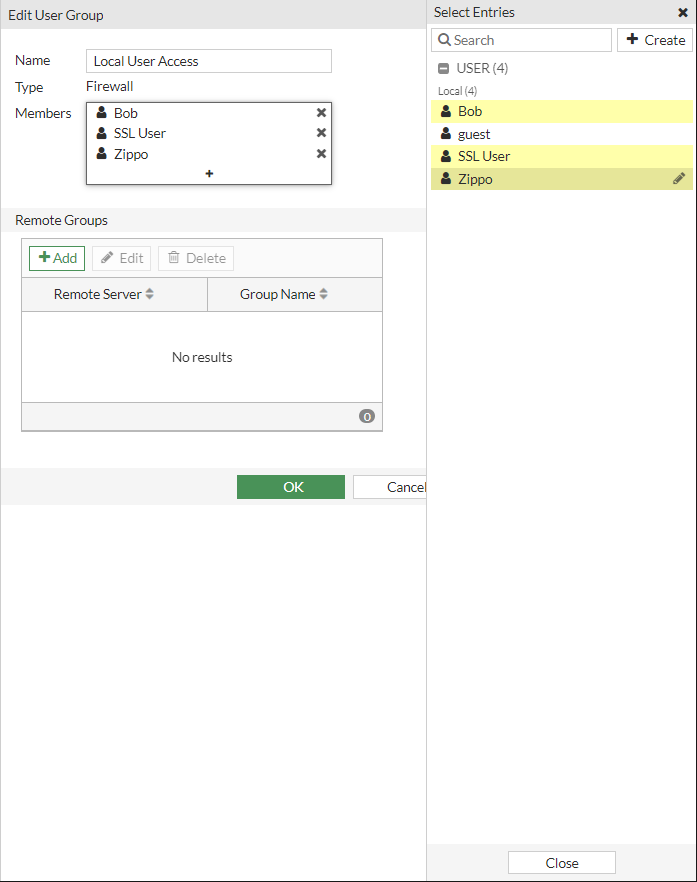 Edit User Group
Name Local User Access
Type Firewall
Members Bob
SSL User
Zippo
Remote Groups
Add Edit Delete
Remote Server Group Name
No results
0
OK Cancel
Select Entries
Search Create
USER (4)
Local (4)
Bob
guest
SSL User
Zippo
Close